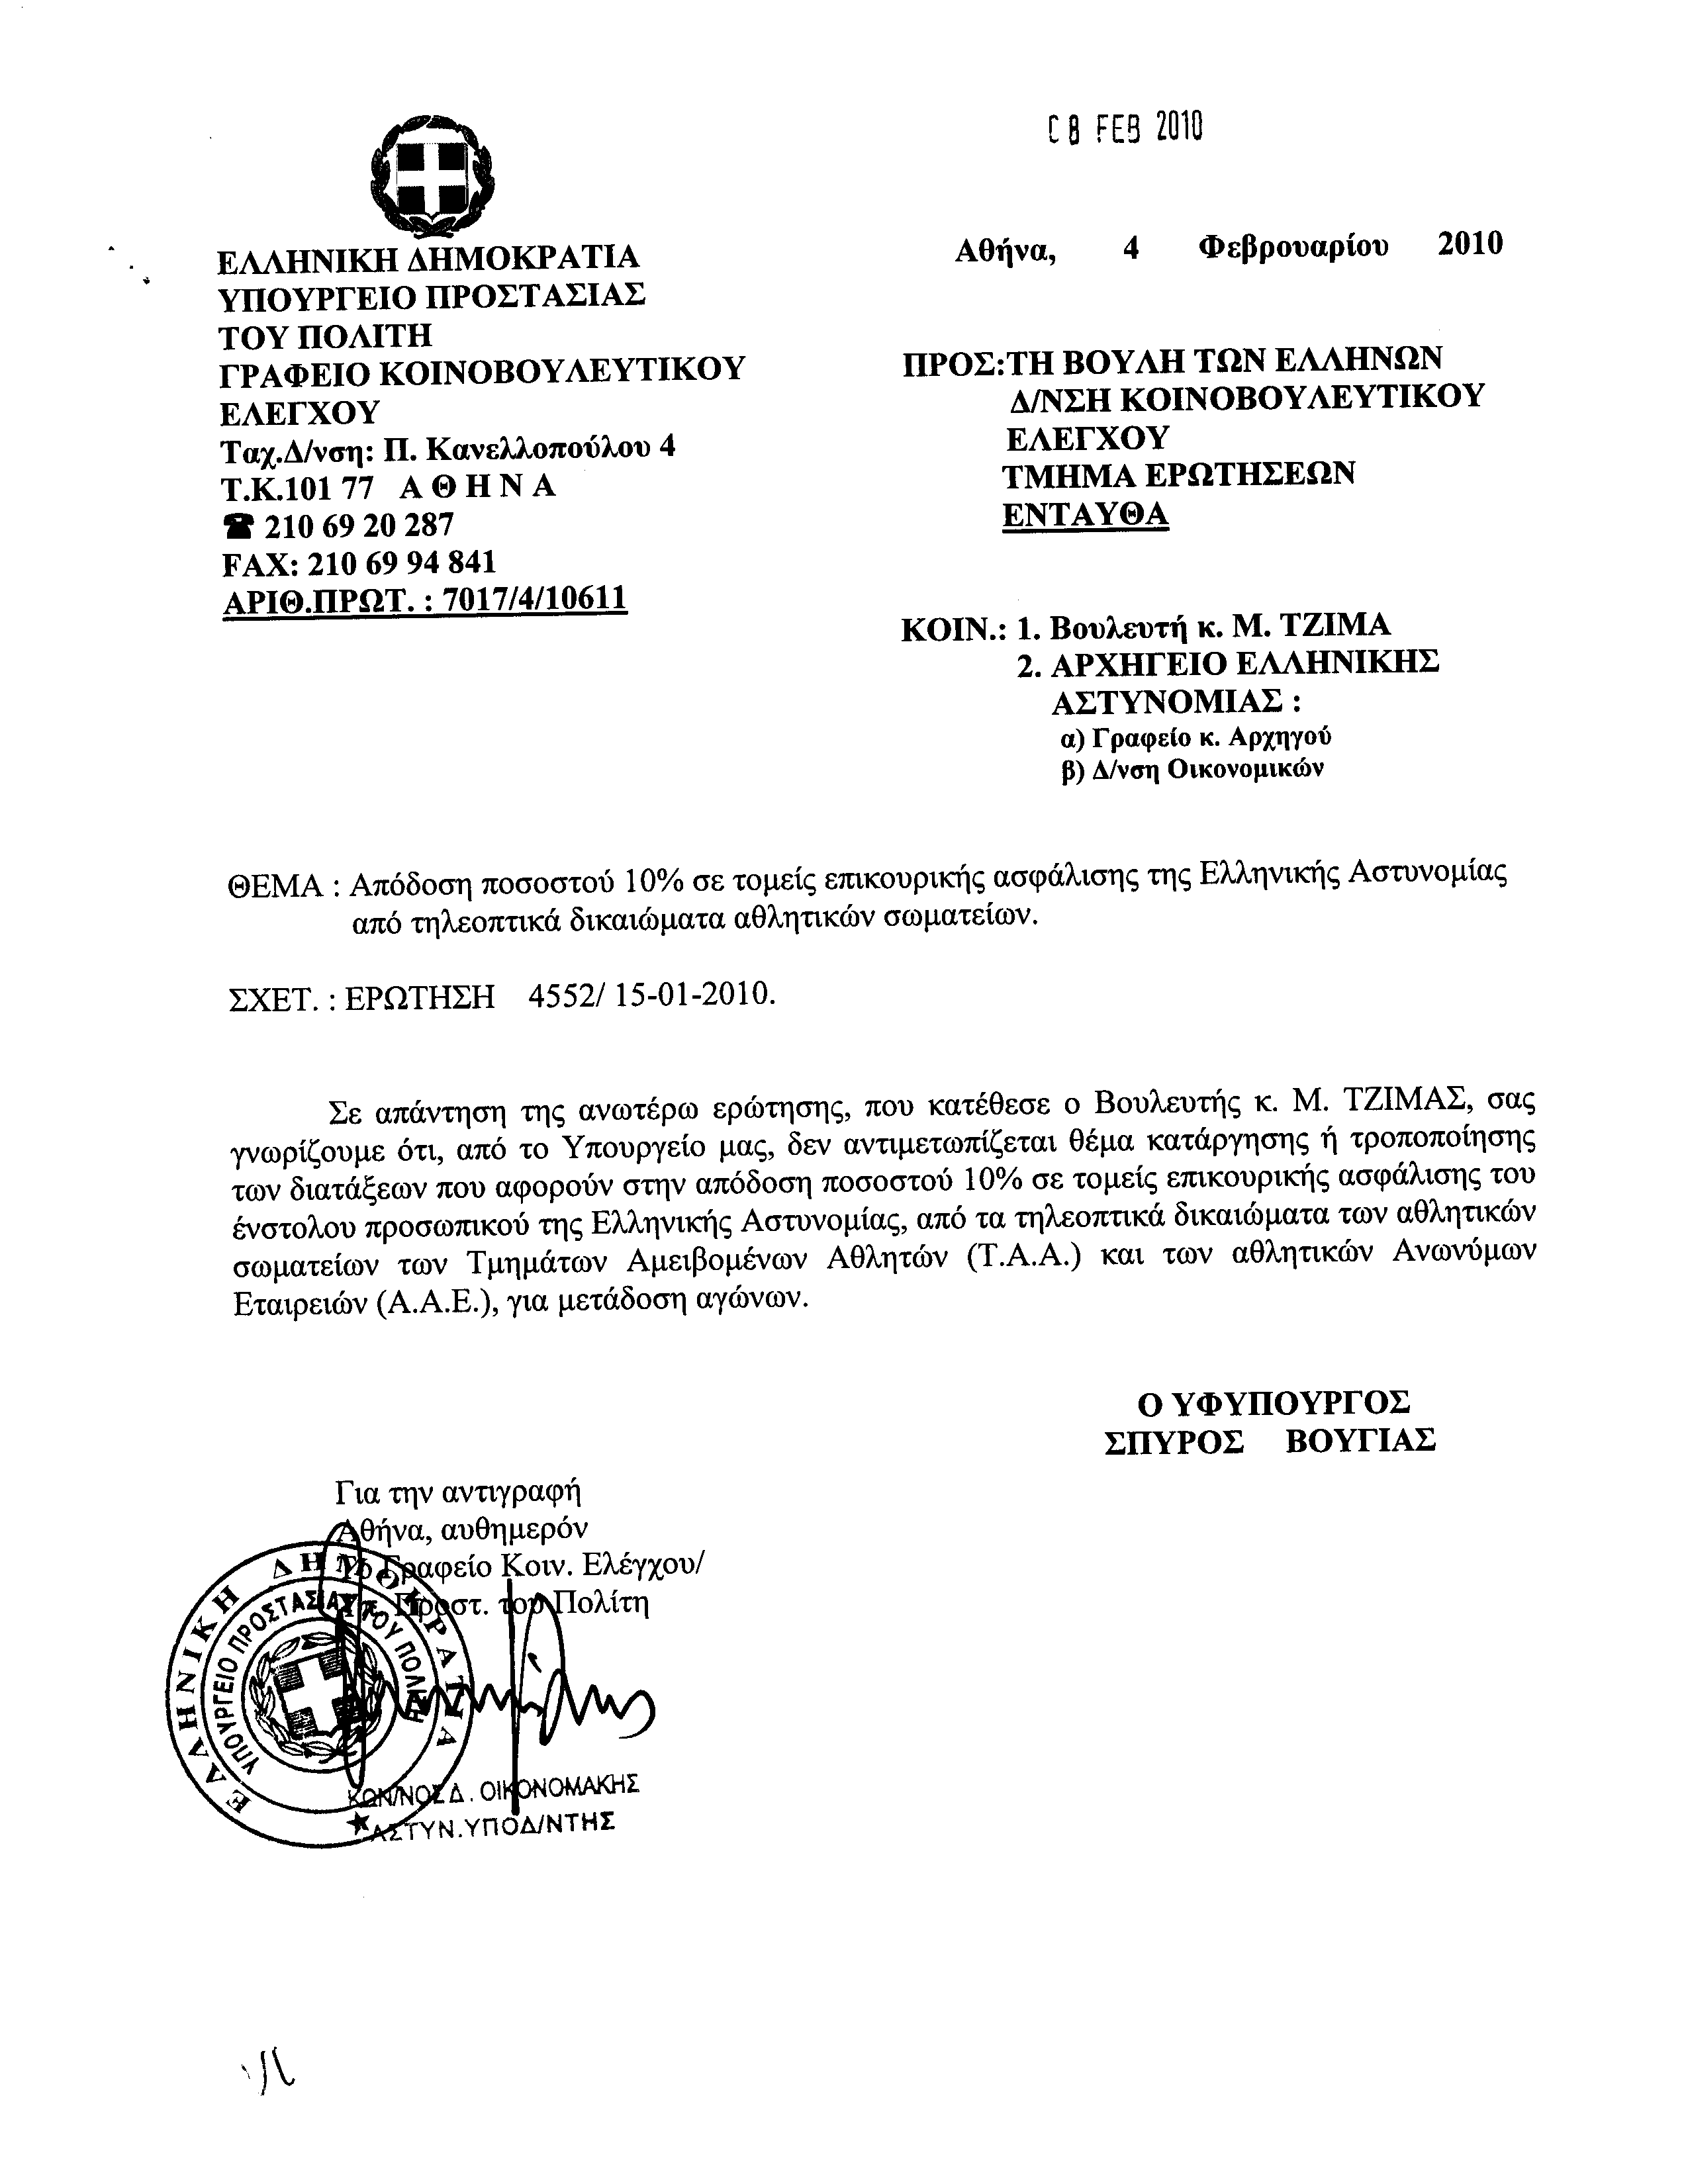 08 FEB 2010
ΕΛΛΗΝΙΚΗ ΔΗΜΟΚΡΑΤΙΑ
ΥΠΟΥΡΓΕΙΟ ΠΡΟΣΤΑΣΙΑΣ
ΤΟΥ ΠΟΛΙΤΗ
ΓΡΑΦΕΙΟ ΚΟΙΝΟΒΟΥΛΕΥΤΙΚΟΥ
ΕΛΕΓΧΟΥ
Ταχ.Δ/νση: Π. Κανελλοπούλου 4
Τ.Κ.101 77 Α Θ Η Ν Α
☎ 210 69 20 287
FAX: 210 69 94 841
ΑΡΙΘ.ΠΡΩΤ. : 7017/4/10611
Αθήνα, 4 Φεβρουαρίου 2010
ΠΡΟΣ:ΤΗ ΒΟΥΛΗ ΤΩΝ ΕΛΛΗΝΩΝ
Δ/ΝΣΗ ΚΟΙΝΟΒΟΥΛΕΥΤΙΚΟΥ
ΕΛΕΓΧΟΥ
ΤΜΗΜΑ ΕΡΩΤΗΣΕΩΝ
ΕΝΤΑΥΘΑ
ΚΟΙΝ.: 1. Βουλευτή κ. Μ. ΤΖΙΜΑ
2. ΑΡΧΗΓΕΙΟ ΕΛΛΗΝΙΚΗΣ
ΑΣΤΥΝΟΜΙΑΣ :
α) Γραφείο κ. Αρχηγού
β) Δ/νση Οικονομικών
ΘΕΜΑ : Απόδοση ποσοστού 10% σε τομείς επικουρικής ασφάλισης της Ελληνικής Αστυνομίας
από τηλεοπτικά δικαιώματα αθλητικών σωματείων.
ΣΧΕΤ. : ΕΡΩΤΗΣΗ 4552/ 15-01-2010.
Σε απάντηση της ανωτέρω ερώτησης, που κατέθεσε ο Βουλευτής κ. Μ. ΤΖΙΜΑΣ, σας
γνωρίζουμε ότι, από το Υπουργείο μας, δεν αντιμετωπίζεται θέμα κατάργησης ή τροποποίησης
των διατάξεων που αφορούν στην απόδοση ποσοστού 10% σε τομείς επικουρικής ασφάλισης του
ένστολου προσωπικού της Ελληνικής Αστυνομίας, από τα τηλεοπτικά δικαιώματα των αθλητικών
σωματείων των Τμημάτων Αμειβομένων Αθλητών (Τ.Α.Α.) και των αθλητικών Ανωνύμων
Εταιρειών (Α.Α.Ε.), για μετάδοση αγώνων.
Ο ΥΦΥΠΟΥΡΓΟΣ
ΣΠΥΡΟΣ ΒΟΥΓΙΑΣ
Για την αντιγραφή
Αθήνα, αυθημερόν
Το Γραφείο Κοιν. Ελέγχου/
Υπ. Προστ. του Πολίτη
ΕΛΛΗΝΙΚΗ ΔΗΜΟΚΡΑΤΙΑ
ΥΠΟΥΡΓΕΙΟ ΠΡΟΣΤΑΣΙΑΣ ΤΟΥ ΠΟΛΙΤΗ
ΚΩΝ/ΝΟΣ Δ. ΟΙΚΟΝΟΜΑΚΗΣ
ΑΣΤΥΝ.ΥΠΟΔ/ΝΤΗΣ